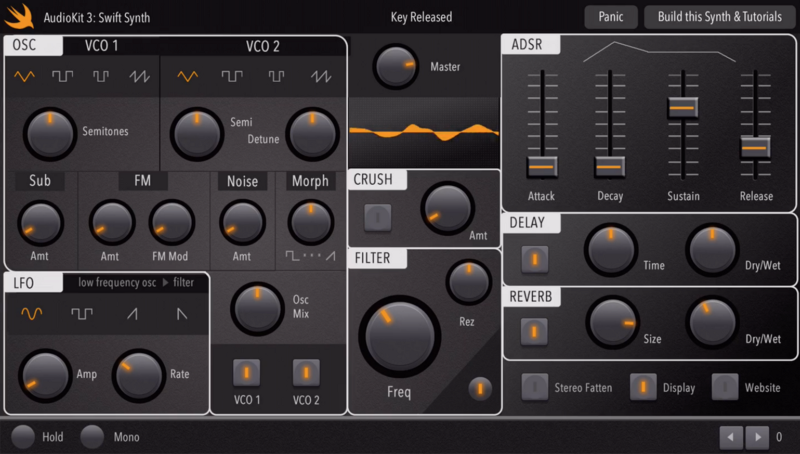 AudioKit 3: Swift Synth
Key Released
Panic
Build this Synth & Tutorials
OSC
VCO 1
VCO 2
Master
ADSR
Semitones
Semi
Detune
Sub
FM
Noise
Morph
CRUSH
Attack
Decay
Sustain
Release
Amt
Amt
FM Mod
Amt
Amt
DELAY
Time
Dry/Wet
FILTER
LFO
low frequency osc
filter
Osc
Mix
Rez
REVERB
Size
Dry/Wet
Amp
Rate
VCO 1
VCO 2
Freq
Stereo Fatten
Display
Website
Hold
Mono
0